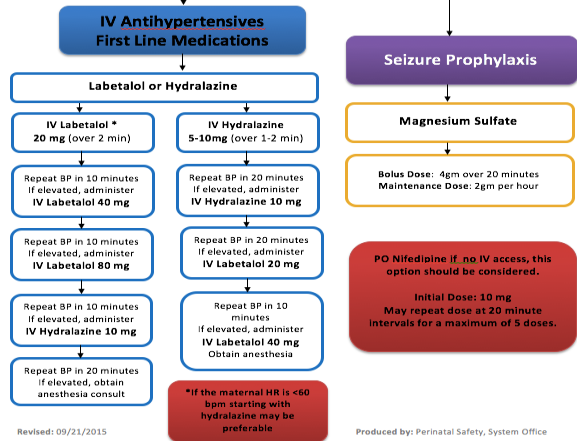 IV Antihypertensives
First Line Medications
Labetalol or Hydralazine
IV Labetalol *
20 mg (over 2 min)
Repeat BP in 10 minutes
If elevated, administer
IV Labetalol 40 mg
Repeat BP in 10 minutes
If elevated, administer
IV Labetalol 80 mg
Repeat BP in 10 minutes
If elevated, administer
IV Hydralazine 10 mg
Repeat BP in 20 minutes
If elevated, obtain
anesthesia consult
IV Hydralazine
5-10mg (over 1-2 min)
Repeat BP in 20 minutes
If elevated, administer
IV Hydralazine 10 mg
Repeat BP in 20 minutes
If elevated, administer
IV Labetalol 20 mg
Repeat BP in 10
minutes
If elevated, administer
IV Labetalol 40 mg
Obtain anesthesia
*If the maternal HR is <60
bpm starting with
hydralazine may be
preferable
Seizure Prophylaxis
Magnesium Sulfate
Bolus Dose: 4gm over 20 minutes
Maintenance Dose: 2gm per hour
PO Nifedipine if no IV access, this
option should be considered.
Initial Dose: 10 mg
May repeat dose at 20 minute
Intervals for a maximum of 5 doses.
Revised: 09/21/2015
Produced by: Perinatal Safety, System Office